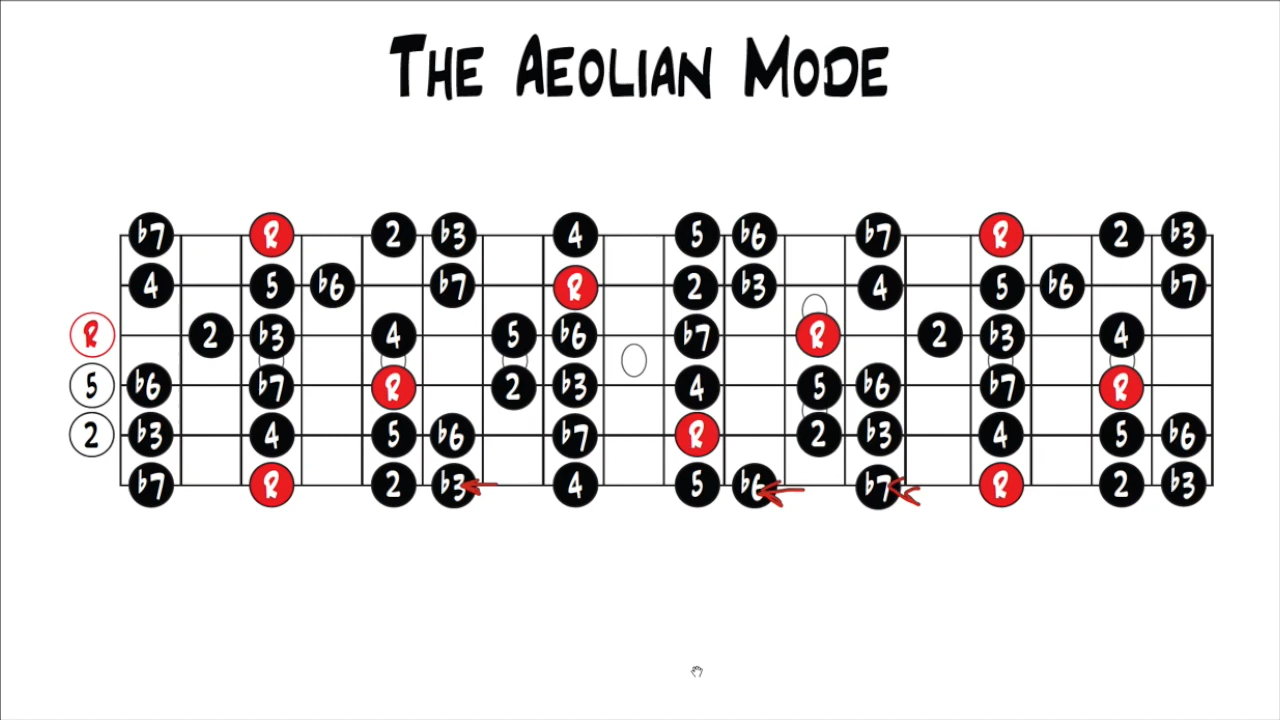 THE AEOLIAN MODE
b7 R 2 b3 4 5 b6 b7 R 2 b3
4 5 b6 b7 R 2 b3 4 5 b6 b7
R 2 b3 4 5 b6 b7 R 2 b3 4
5 b6 b7 R 2 b3 4 5 b6 b7 R
2 b3 4 5 b6 b7 R 2 b3 4 5 b6
b7 R 2 b3 4 5 b6 b7 R 2 b3